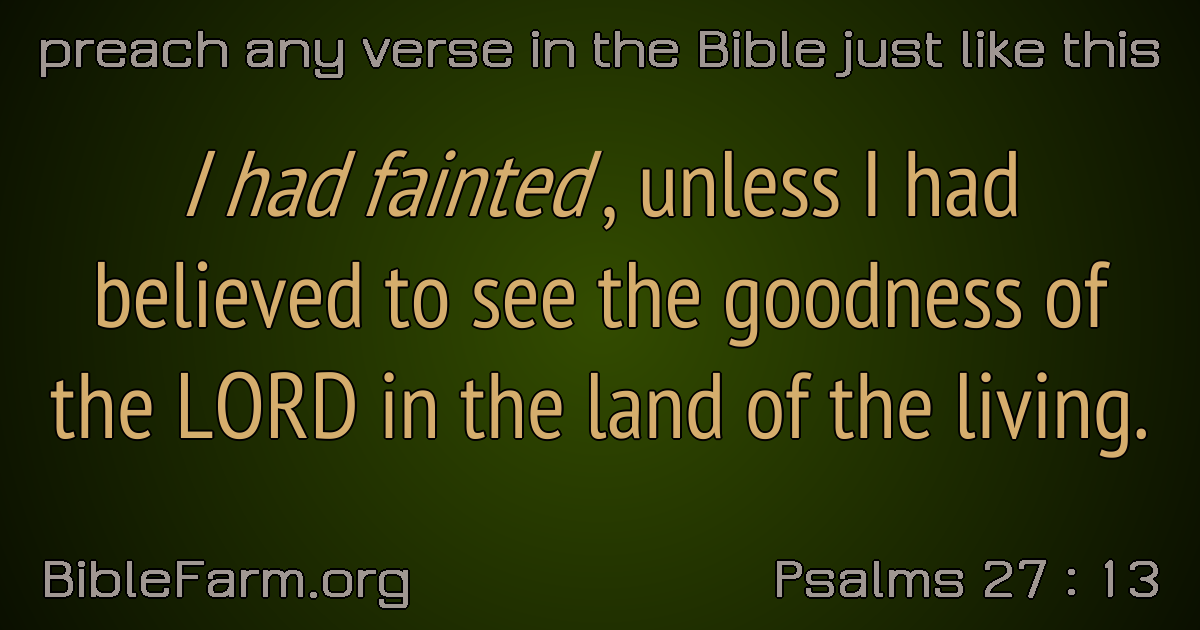 preach any verse in the Bible just like this
I had fainted, unless I had
believed to see the goodness of
the LORD in the land of the living.
BibleFarm.org
Psalms 27 : 13